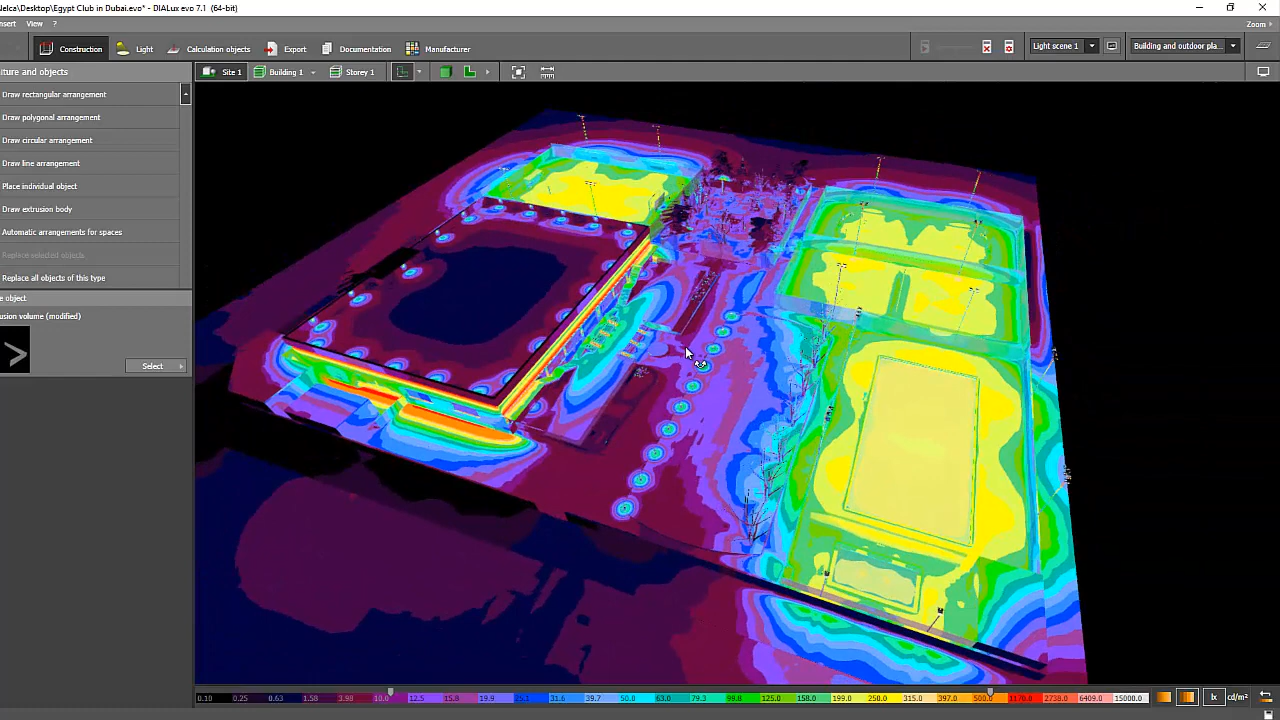 Nelca\Desktop\Egypt Club in Dubai.evo* - DIALux evo 7.1 (64-bit)
nsert View ?
Zoom
Construction Light Calculation objects Export Documentation Manufacturer Light scene 1 Building and outdoor pla...
ture and objects
Site 1 Building 1 Storey 1
Draw rectangular arrangement
Draw polygonal arrangement
Draw circular arrangement
Draw line arrangement
Place individual object
Draw extrusion body
Automatic arrangements for spaces
Replace selected objects
Replace all objects of this type
e object
usion volume (modified)
Select
0.10 0.25 0.63 1.58 3.98 10.0 12.5 15.8 19.9 25.1 31.6 39.7 50.0 63.0 79.3 99.8 125.0 158.0 199.0 250.0 315.0 397.0 500.0 1170.0 2738.0 6409.0 15000.0 lx cd/m²